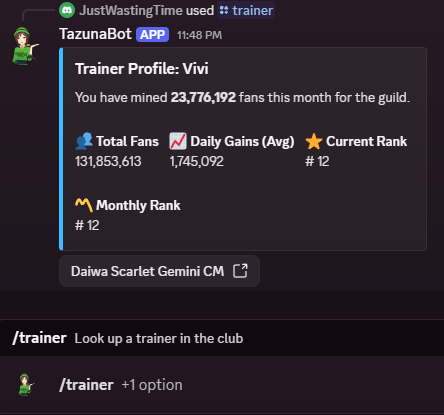 JustWastingTime used trainer
TazunaBot APP 11:48 PM
Trainer Profile: Vivi
You have mined 23,776,192 fans this month for the guild.
Total Fans Daily Gains (Avg) Current Rank
131,853,613 1,745,092 # 12
Monthly Rank
# 12
Daiwa Scarlet Gemini CM
/trainer Look up a trainer in the club
/trainer +1 option